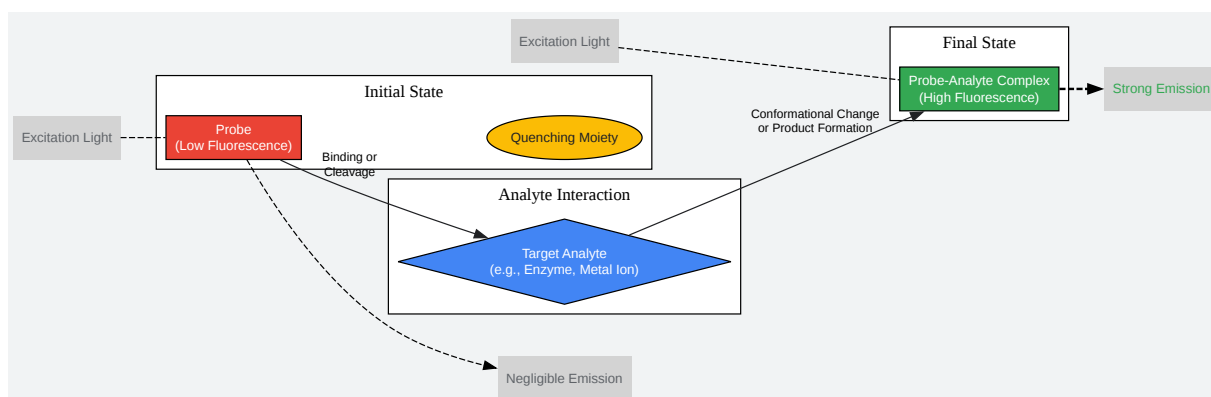 Excitation Light
Final State
Probe-Analyte Complex
(High Fluorescence)
Strong Emission
Initial State
Excitation Light
Probe
(Low Fluorescence)
Quenching Moiety
Conformational Change
or Product Formation
Binding or
Cleavage
Analyte Interaction
Target Analyte
(e.g., Enzyme, Metal Ion)
Negligible Emission